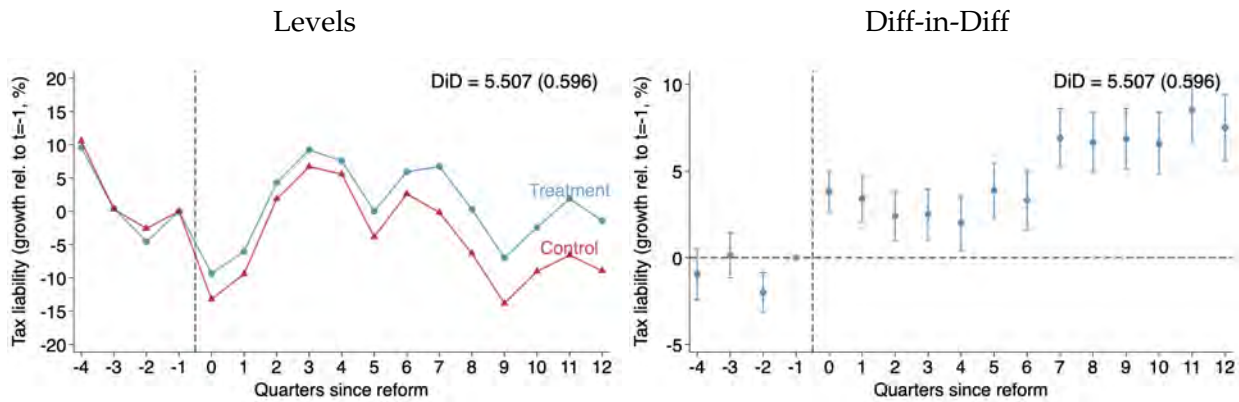 Levels
Tax liability (growth rel. to t=-1, %)
20
15
10
5
0
-5
-10
-15
-20
DiD = 5.507 (0.596)
Treatment
Control
-4 -3 -2 -1 0 1 2 3 4 5 6 7 8 9 10 11 12
Quarters since reform
Diff-in-Diff
Tax liability (growth rel. to t=-1, %)
10
5
0
-5
DiD = 5.507 (0.596)
-4 -3 -2 -1 0 1 2 3 4 5 6 7 8 9 10 11 12
Quarters since reform